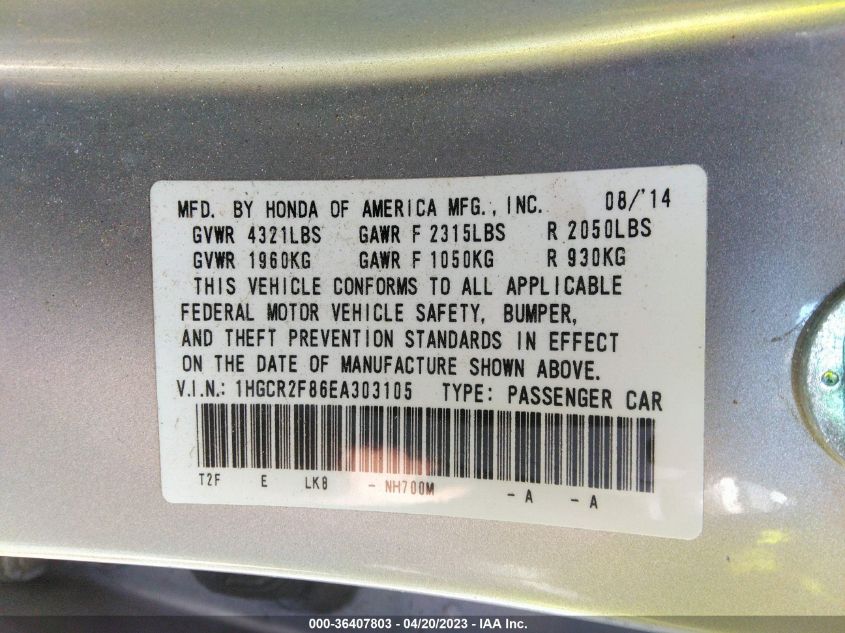 MFD. BY HONDA OF AMERICA MFG., INC. 08/'14
GVWR 4321LBS GAWR F 2315LBS R 2050LBS
GVWR 1960KG GAWR F 1050KG R 930KG
THIS VEHICLE CONFORMS TO ALL APPLICABLE
FEDERAL MOTOR VEHICLE SAFETY, BUMPER,
AND THEFT PREVENTION STANDARDS IN EFFECT
ON THE DATE OF MANUFACTURE SHOWN ABOVE.
V.I.N.: 1HGCR2F86EA303105 TYPE: PASSENGER CAR
T2F E LK8 - NH700M - A - A
000-36407803 - 04/20/2023 - IAA Inc.